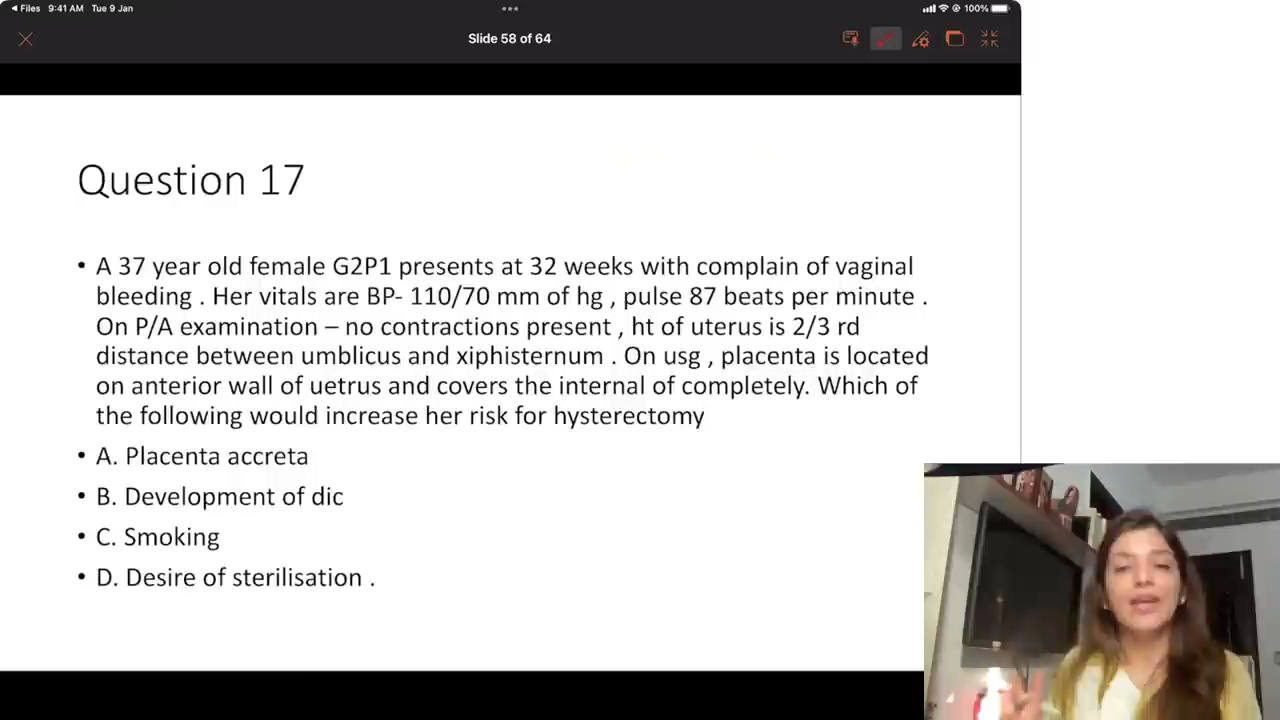 Files 9:41 AM Tue 9 Jan
100%
Slide 58 of 64
Question 17
• A 37 year old female G2P1 presents at 32 weeks with complain of vaginal
bleeding . Her vitals are BP- 110/70 mm of hg , pulse 87 beats per minute .
On P/A examination – no contractions present , ht of uterus is 2/3 rd
distance between umblicus and xiphisternum . On usg , placenta is located
on anterior wall of uetrus and covers the internal of completely. Which of
the following would increase her risk for hysterectomy
• A. Placenta accreta
• B. Development of dic
• C. Smoking
• D. Desire of sterilisation .